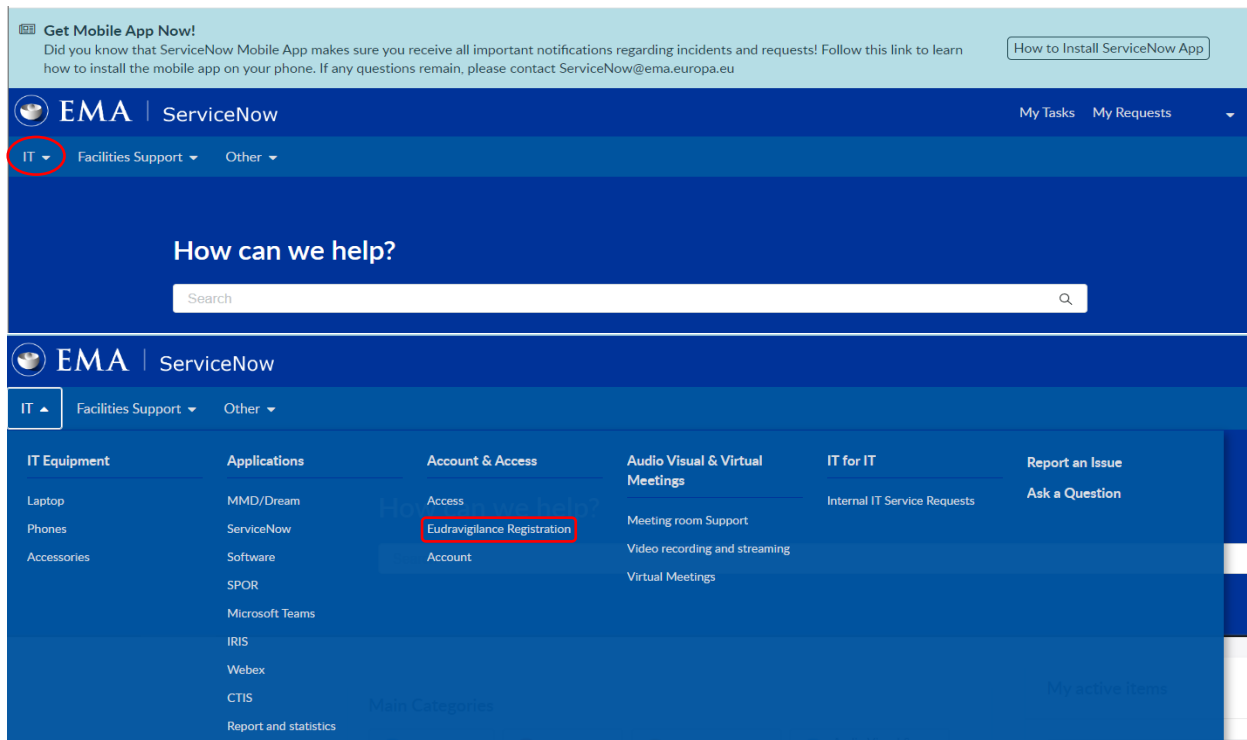 Get Mobile App Now!
Did you know that ServiceNow Mobile App makes sure you receive all important notifications regarding incidents and requests! Follow this link to learn
how to install the mobile app on your phone. If any questions remain, please contact ServiceNow@ema.europa.eu
How to Install ServiceNow App
EMA | ServiceNow
My Tasks My Requests
IT Facilities Support Other
How can we help?
Search
EMA | ServiceNow
IT Facilities Support Other
IT Equipment
Laptop
Phones
Accessories
Applications
MMD/Dream
ServiceNow
Software
SPOR
Microsoft Teams
IRIS
Webex
CTIS
Report and statistics
Account & Access
Access
Eudravigilance Registration
Account
Audio Visual & Virtual
Meetings
Meeting room Support
Video recording and streaming
Virtual Meetings
IT for IT
Internal IT Service Requests
Report an Issue
Ask a Question
How can we help?
Main Categories
My active items